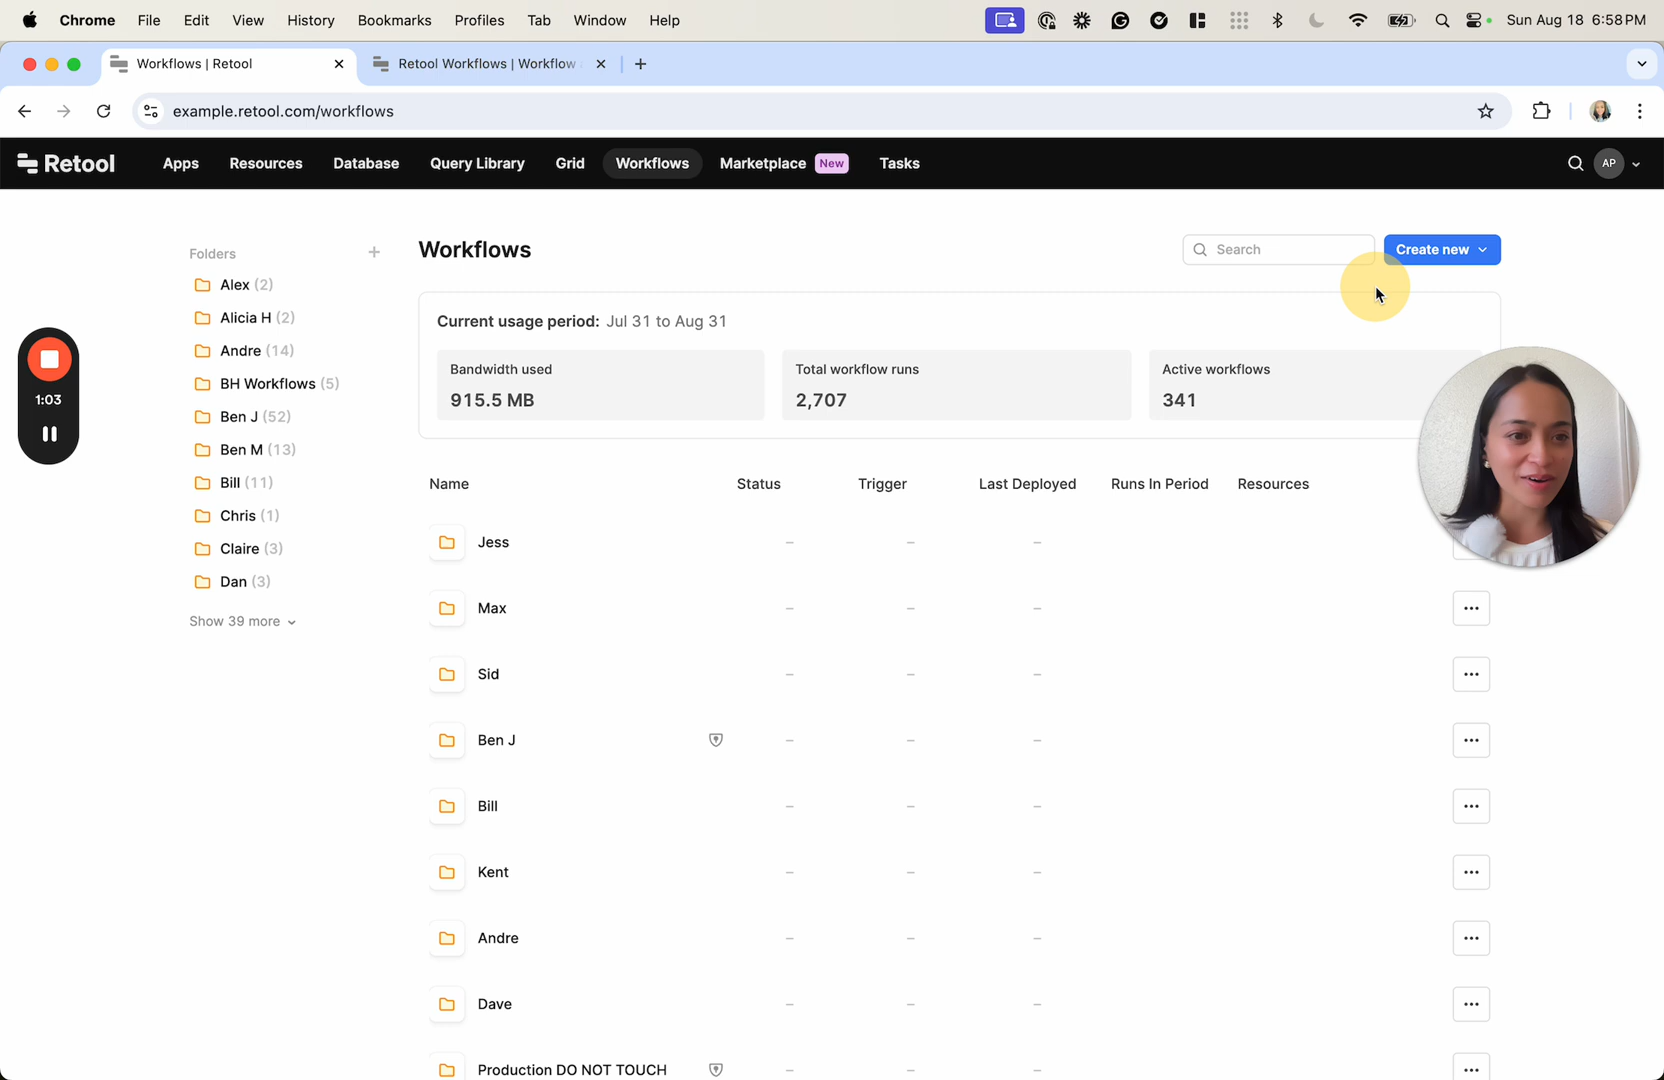 Chrome File Edit View History Bookmarks Profiles Tab Window Help Sun Aug 18 6:58 PM
Workflows | Retool Retool Workflows | Workflow
example.retool.com/workflows
Retool Apps Resources Database Query Library Grid Workflows Marketplace New Tasks AP
Folders
Alex (2)
Alicia H (2)
Andre (14)
BH Workflows (5)
Ben J (52)
Ben M (13)
Bill (11)
Chris (1)
Claire (3)
Dan (3)
Show 39 more
1:03
Workflows Search Create new
Current usage period: Jul 31 to Aug 31
Bandwidth used Total workflow runs Active workflows
915.5 MB 2,707 341
Name Status Trigger Last Deployed Runs In Period Resources
Jess – – –
Max – – –
Sid – – –
Ben J – – –
Bill – – –
Kent – – –
Andre – – –
Dave – – –
Production DO NOT TOUCH – – –